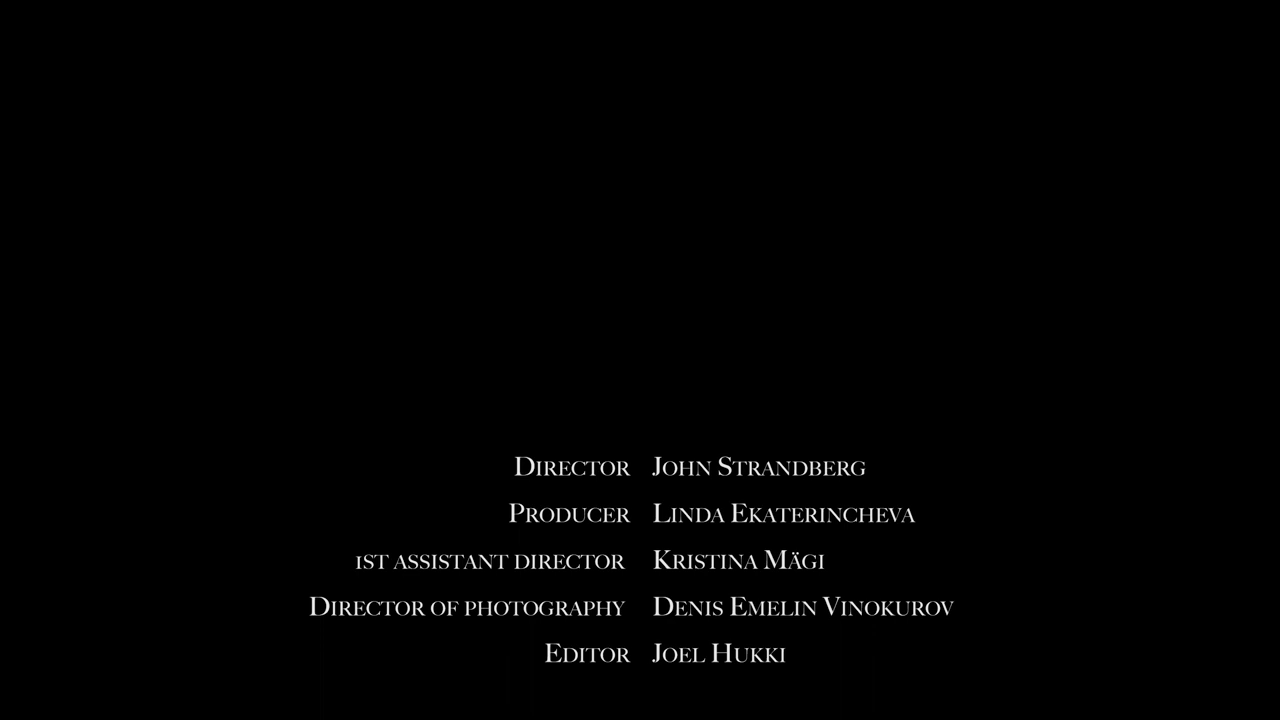 Director John Strandberg
Producer Linda Ekaterincheva
1st assistant director Kristina Mägi
Director of photography Denis Emelin Vinokurov
Editor Joel Hukki